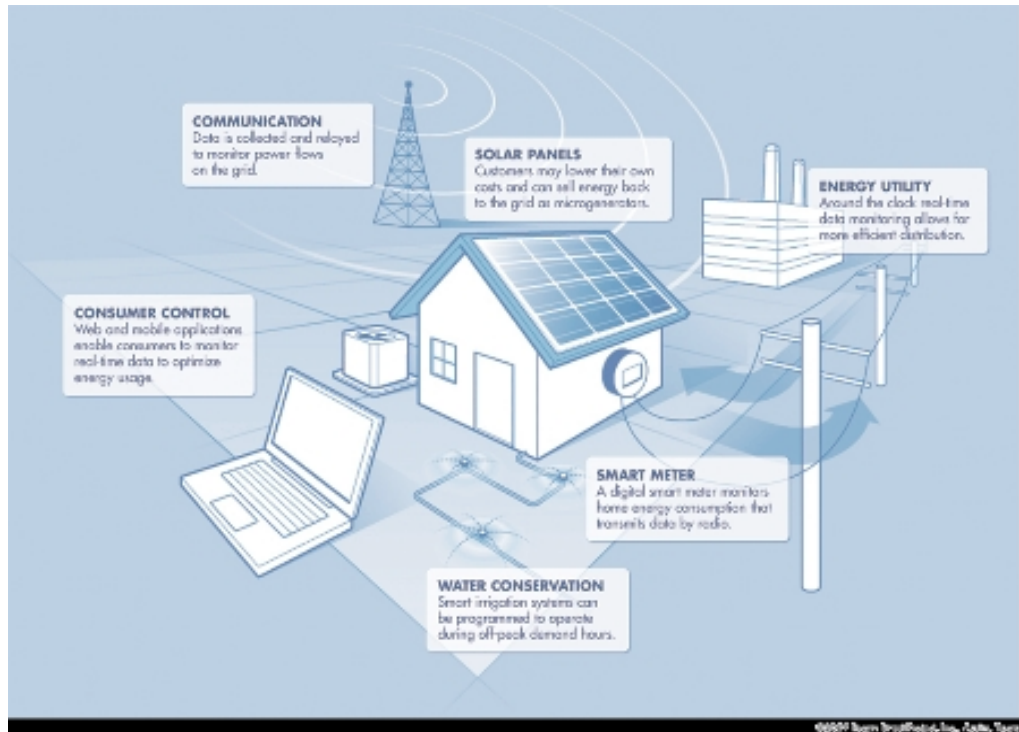 COMMUNICATION
Data is collected and relayed
to monitor power flows
on the grid.
SOLAR PANELS
Customers may lower their own
costs and can sell energy back
to the grid as microgenerators.
ENERGY UTILITY
Around the clock real-time
data monitoring allows for
more efficient distribution.
CONSUMER CONTROL
Web and mobile applications
enable consumers to monitor
real-time data to optimize
energy usage.
SMART METER
A digital smart meter monitors
home energy consumption that
transmits data by radio.
WATER CONSERVATION
Smart irrigation systems can
be programmed to operate
during off-peak demand hours.